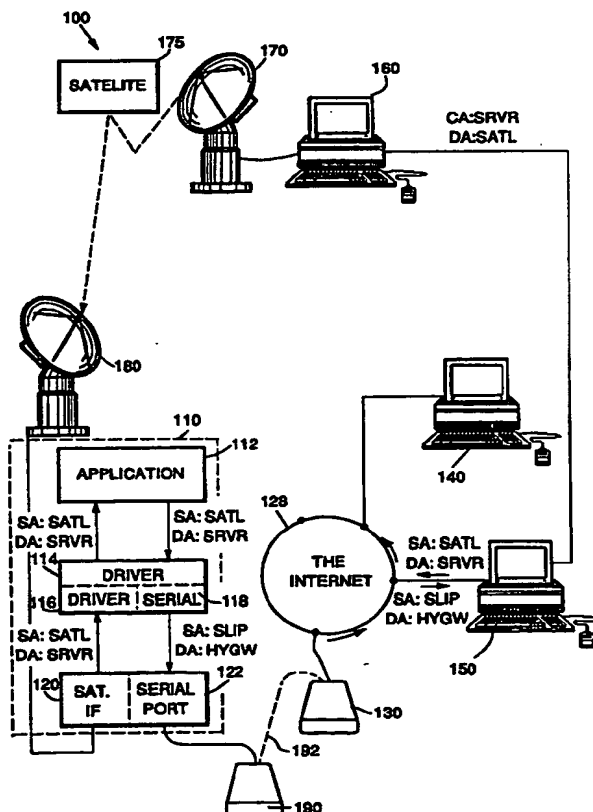 100
175
SATELITE
170
160
CA:SRVR
DA:SATL
180
110
112
APPLICATION
140
SA: SATL
DA: SRVR
SA: SATL
DA: SRVR
128
THE
INTERNET
SA: SATL
DA: SRVR
SA: SLIP
DA: HYGW
150
114
DRIVER
116
DRIVER
SERIAL
118
SA: SATL
DA: SRVR
SA: SLIP
DA: HYGW
120
SAT.
IF
SERIAL
PORT
122
130
192
190